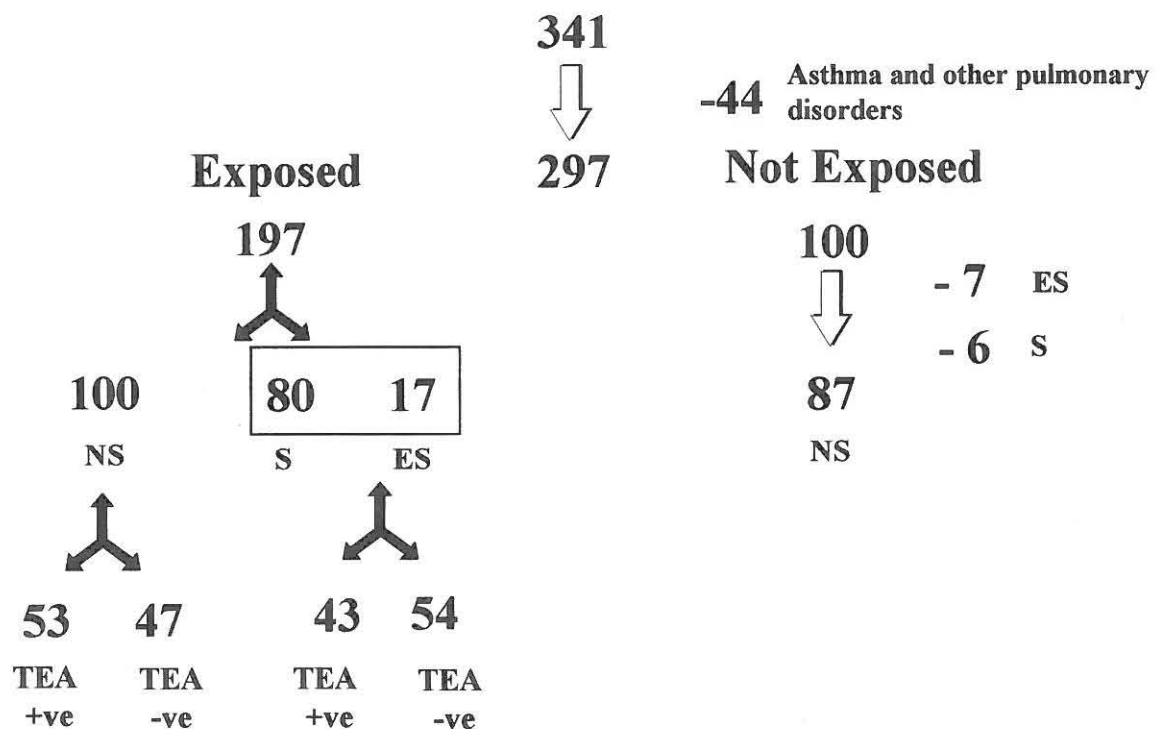 341
-44 Asthma and other pulmonary
disorders
Exposed 297 Not Exposed
197 100
- 7 ES
- 6 S
100 80 17 87
NS S ES NS
53 47 43 54
TEA TEA TEA TEA
+ve -ve +ve -ve